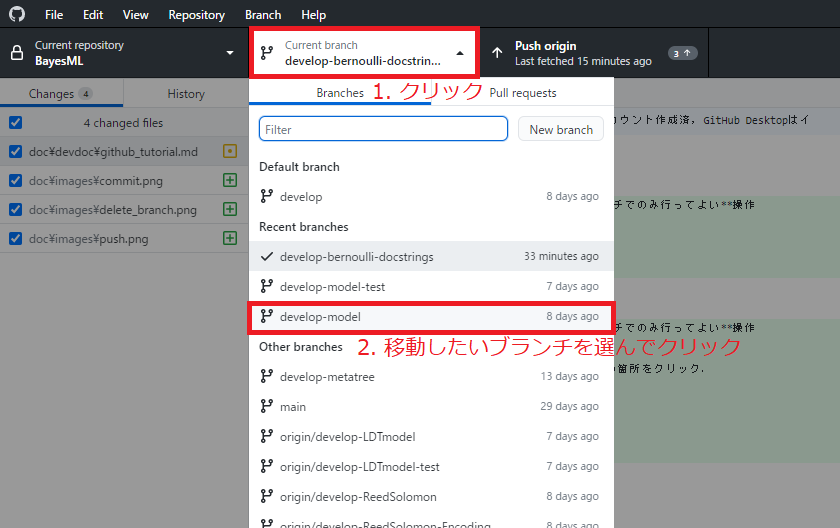 File Edit View Repository Branch Help
Current repository
BayesML
Current branch
develop-bernoulli-docstrin...
Push origin
Last fetched 15 minutes ago
3
Changes 4
History
4 changed files
doc¥devdoc¥github_tutorial.md
doc¥images¥commit.png
doc¥images¥delete_branch.png
doc¥images¥push.png
Branches
1. クリック
Pull requests
Filter
New branch
Default branch
develop 8 days ago
Recent branches
develop-bernoulli-docstrings 33 minutes ago
develop-model-test 7 days ago
develop-model 8 days ago
2. 移動したいブランチを選んでクリック
Other branches
develop-metatree 13 days ago
main 29 days ago
origin/develop-LDTmodel 7 days ago
origin/develop-LDTmodel-test 7 days ago
origin/develop-ReedSolomon 8 days ago
origin/develop-ReedSolomon-Encoding 8 days ago
カウント作成済, GitHub Desktopはイ
チでのみ行ってよい**操作
チでのみ行ってよい**操作
の箇所をクリック.